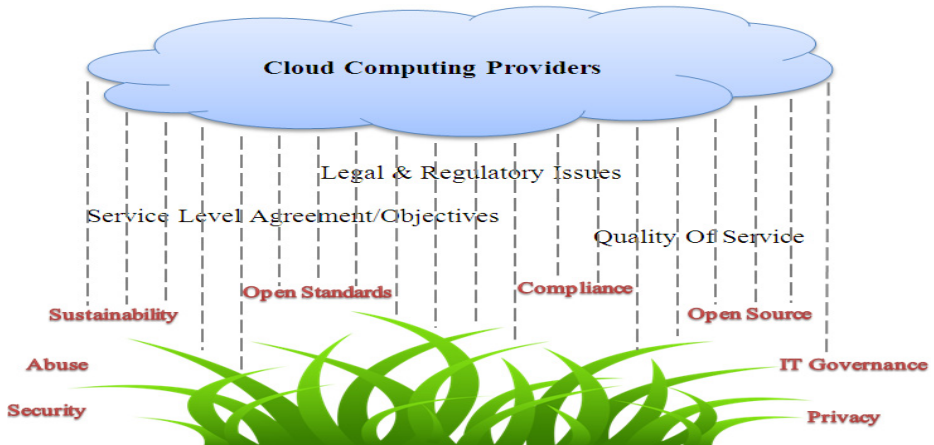 Cloud Computing Providers
Legal & Regulatory Issues
Service Level Agreement/Objectives
Quality Of Service
Open Standards
Compliance
Sustainability
Open Source
Abuse
IT Governance
Security
Privacy